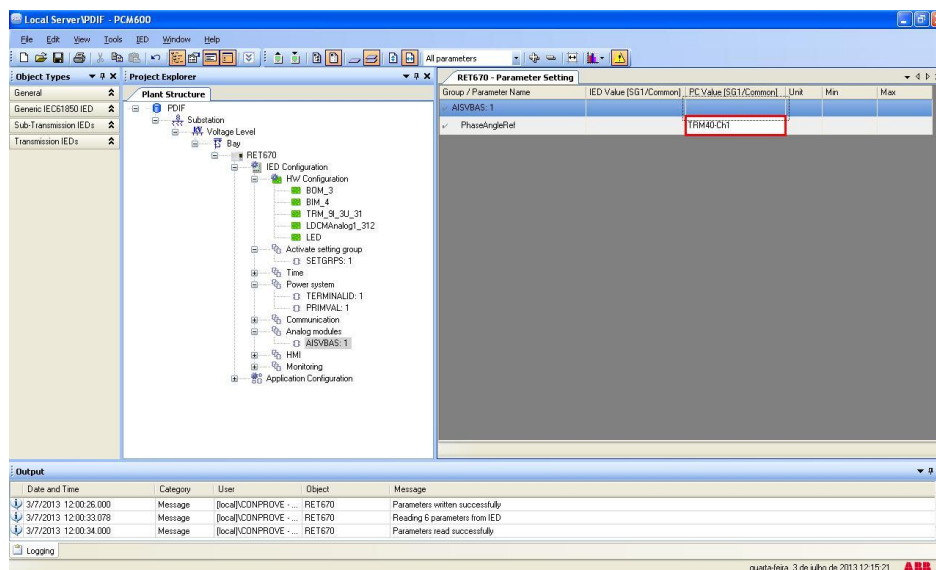 Local Server\PDIF - PCM600
File Edit View Tools IED Window Help
All parameters
Object Types
General
Generic IEC61850 IED
Sub-Transmission IEDs
Transmission IEDs
Project Explorer
Plant Structure
PDIF
Substation
Voltage Level
Bay
RET670
IED Configuration
HW Configuration
BOM_3
BIM_4
TRM_9I_3U_31
LDCMAnalog1_312
LED
Activate setting group
SETGRPS: 1
Time
Power system
TERMINALID: 1
PRIMVAL: 1
Communication
Analog modules
AISVBAS: 1
HMI
Monitoring
Application Configuration
RET670 - Parameter Setting
Group / Parameter Name IED Value [SG1/Common] PC Value [SG1/Common] Unit Min Max
AISVBAS: 1
PhaseAngleRef TRM40-Ch1
Output
Date and Time Category User Object Message
3/7/2013 12:00:26.000 Message [local]\CONPROVE - ... RET670 Parameters written successfully
3/7/2013 12:00:33.078 Message [local]\CONPROVE - ... RET670 Reading 6 parameters from IED
3/7/2013 12:00:34.000 Message [local]\CONPROVE - ... RET670 Parameters read successfully
Logging
quarta-feira, 3 de julho de 2013 12:15:21 ABB